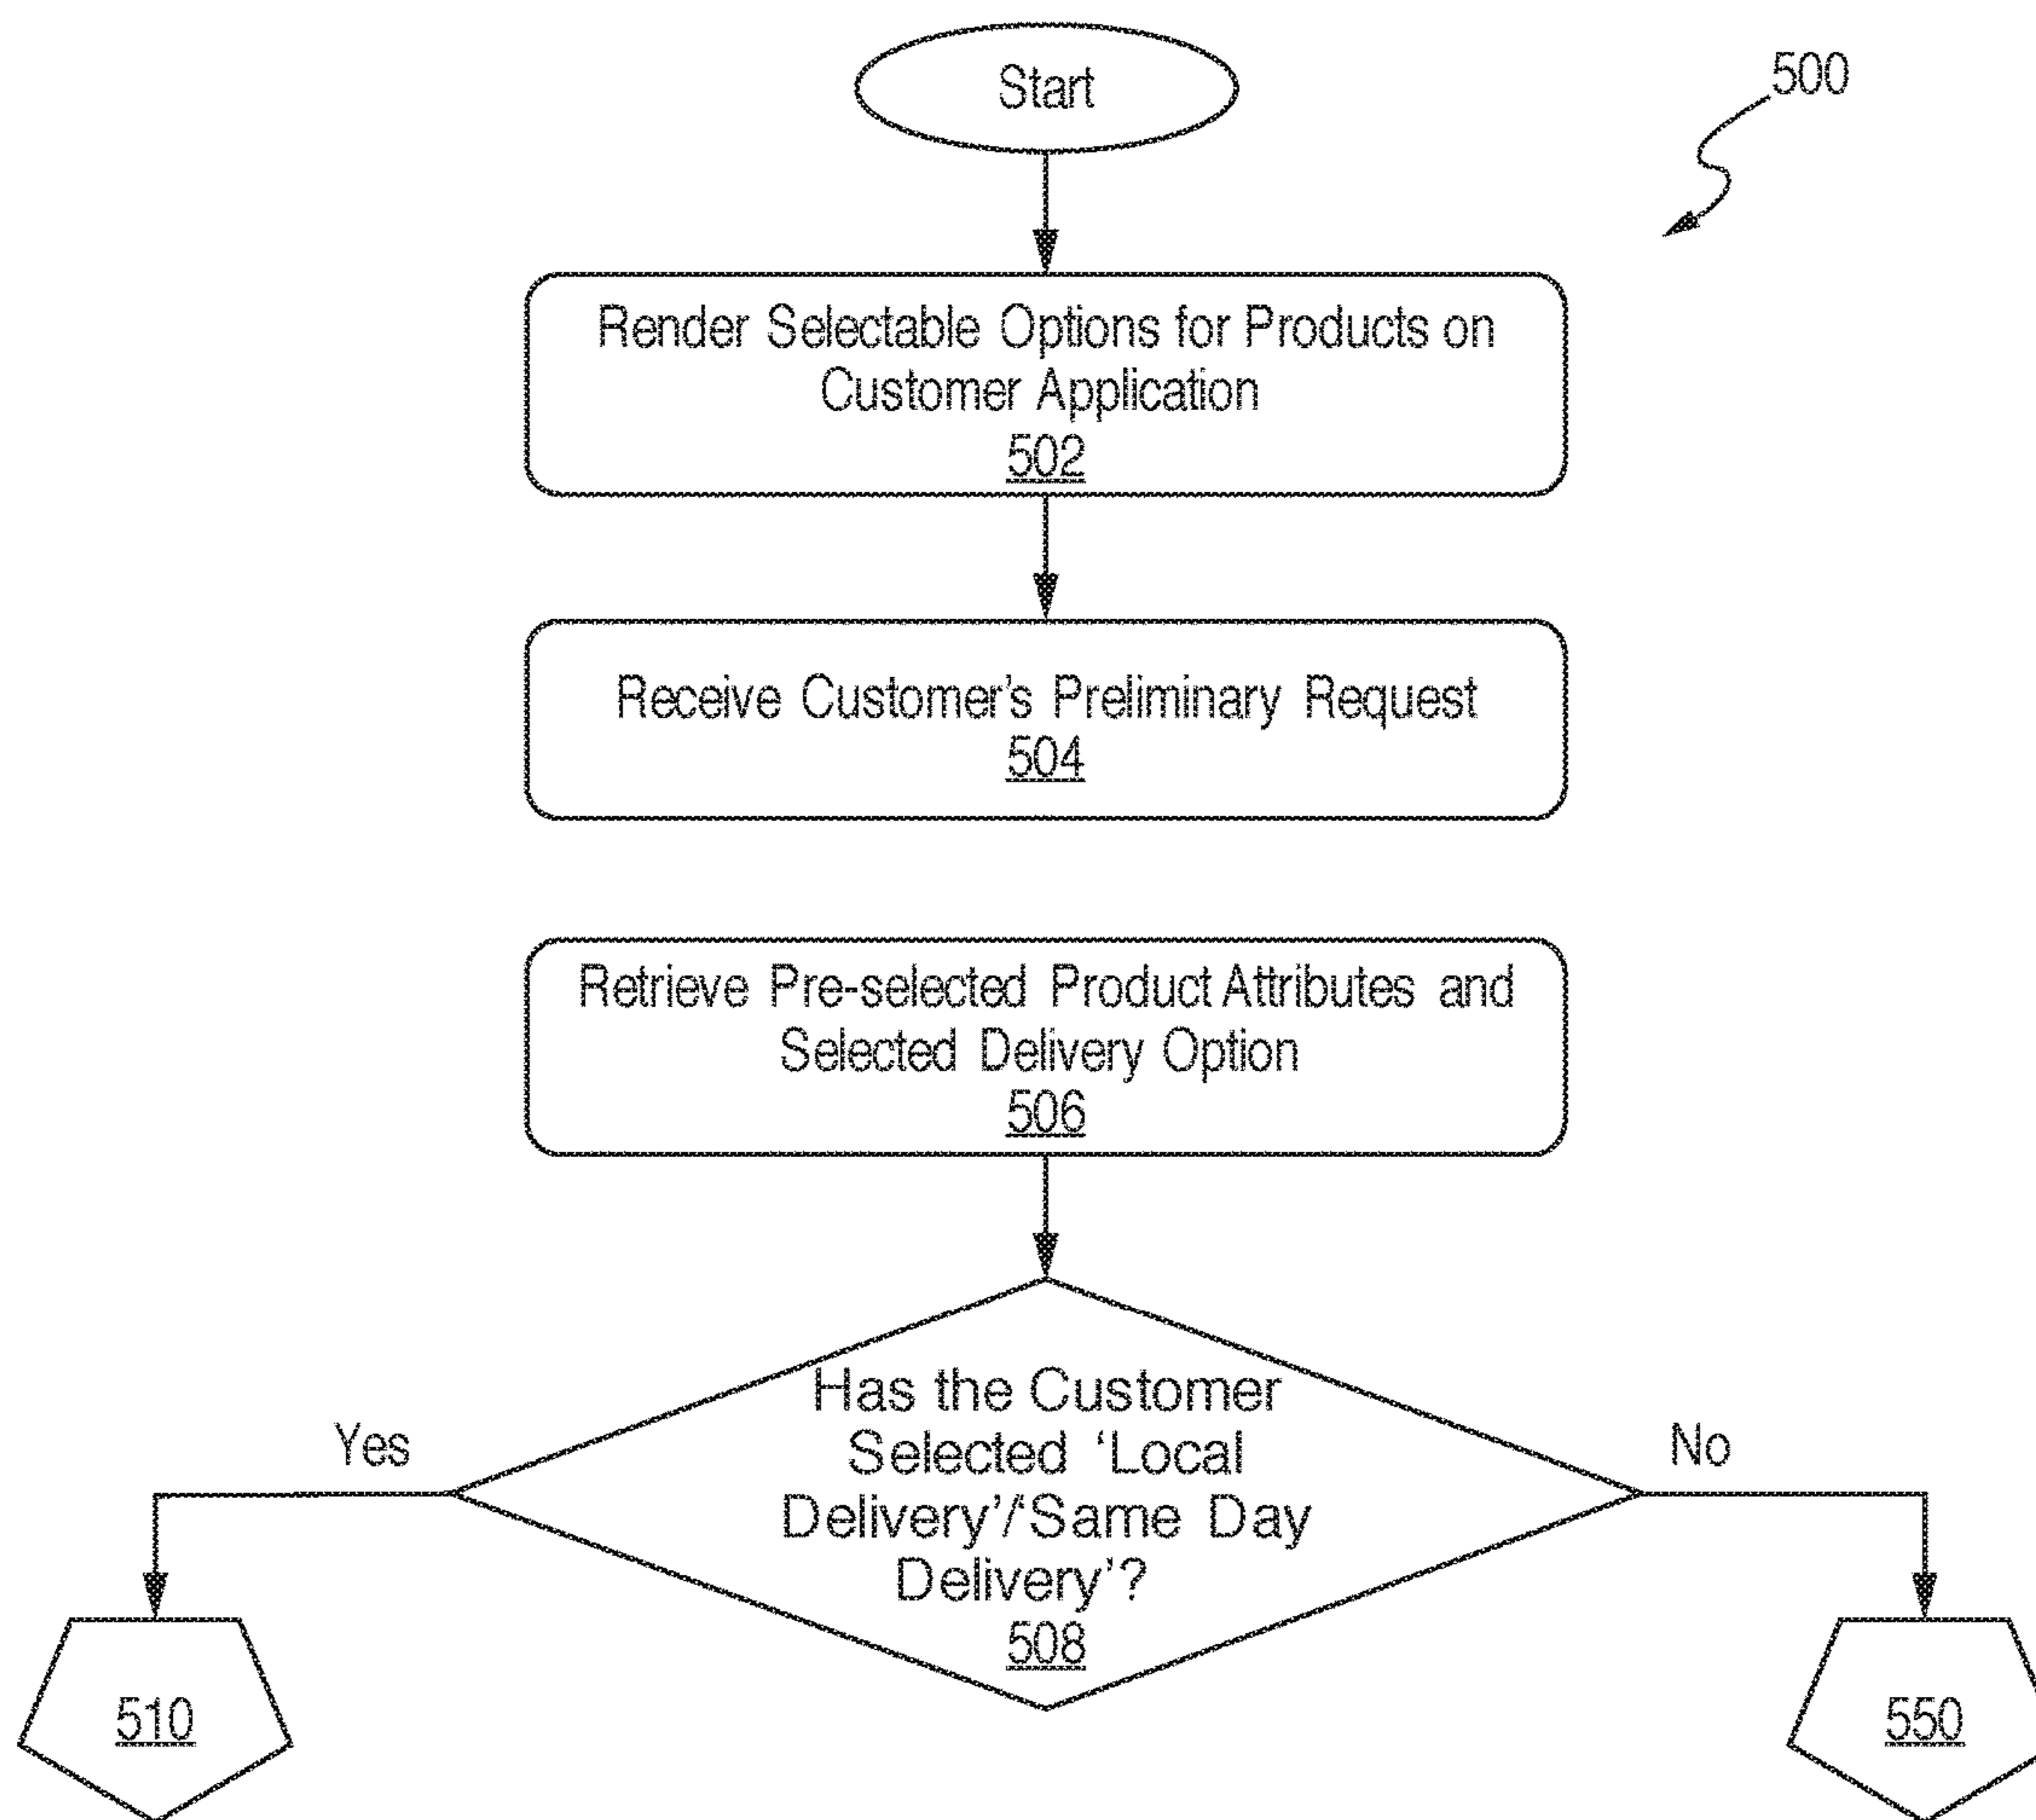 Start
500
Render Selectable Options for Products on
Customer Application
502
Receive Customer's Preliminary Request
504
Retrieve Pre-selected Product Attributes and
Selected Delivery Option
506
Has the Customer
Selected ‘Local
Delivery’/‘Same Day
Delivery’?
508
Yes
No
510
550